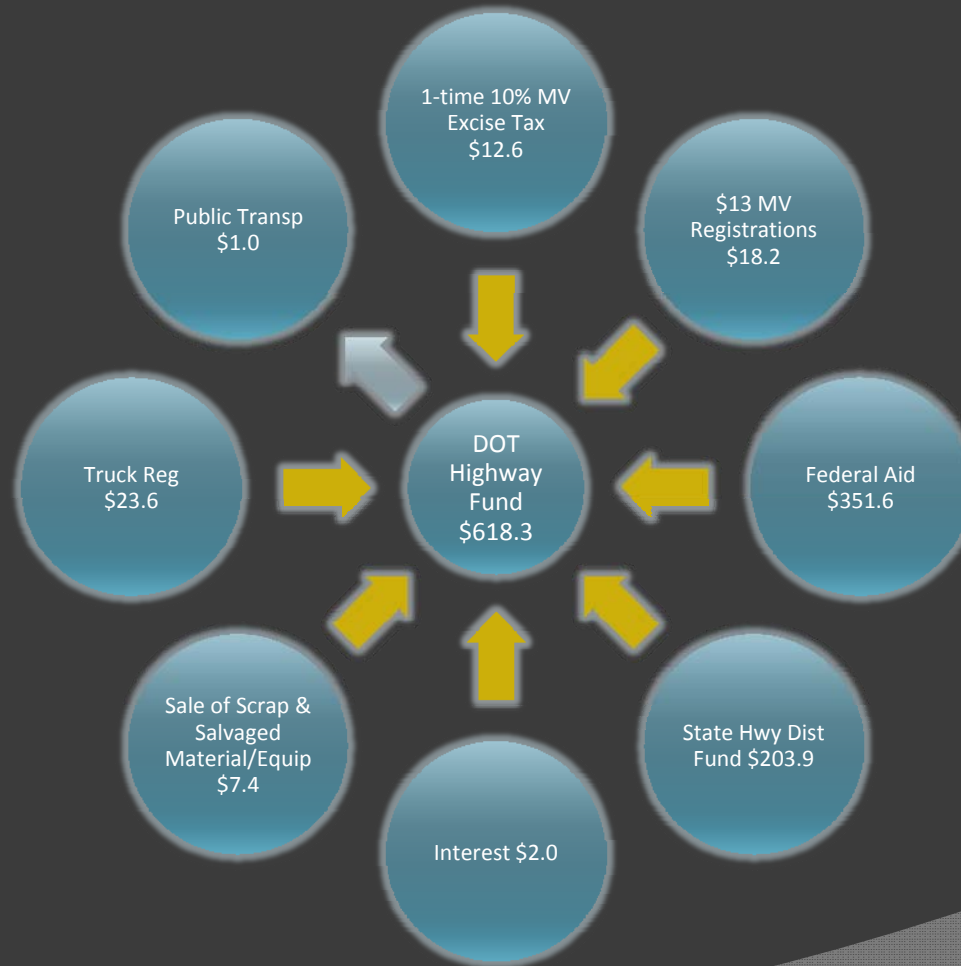 1-time 10% MV
Excise Tax
$12.6
$13 MV
Registrations
$18.2
Public Transp
$1.0
DOT
Highway
Fund
$618.3
Truck Reg
$23.6
Federal Aid
$351.6
Sale of Scrap &
Salvaged
Material/Equip
$7.4
State Hwy Dist
Fund $203.9
Interest $2.0